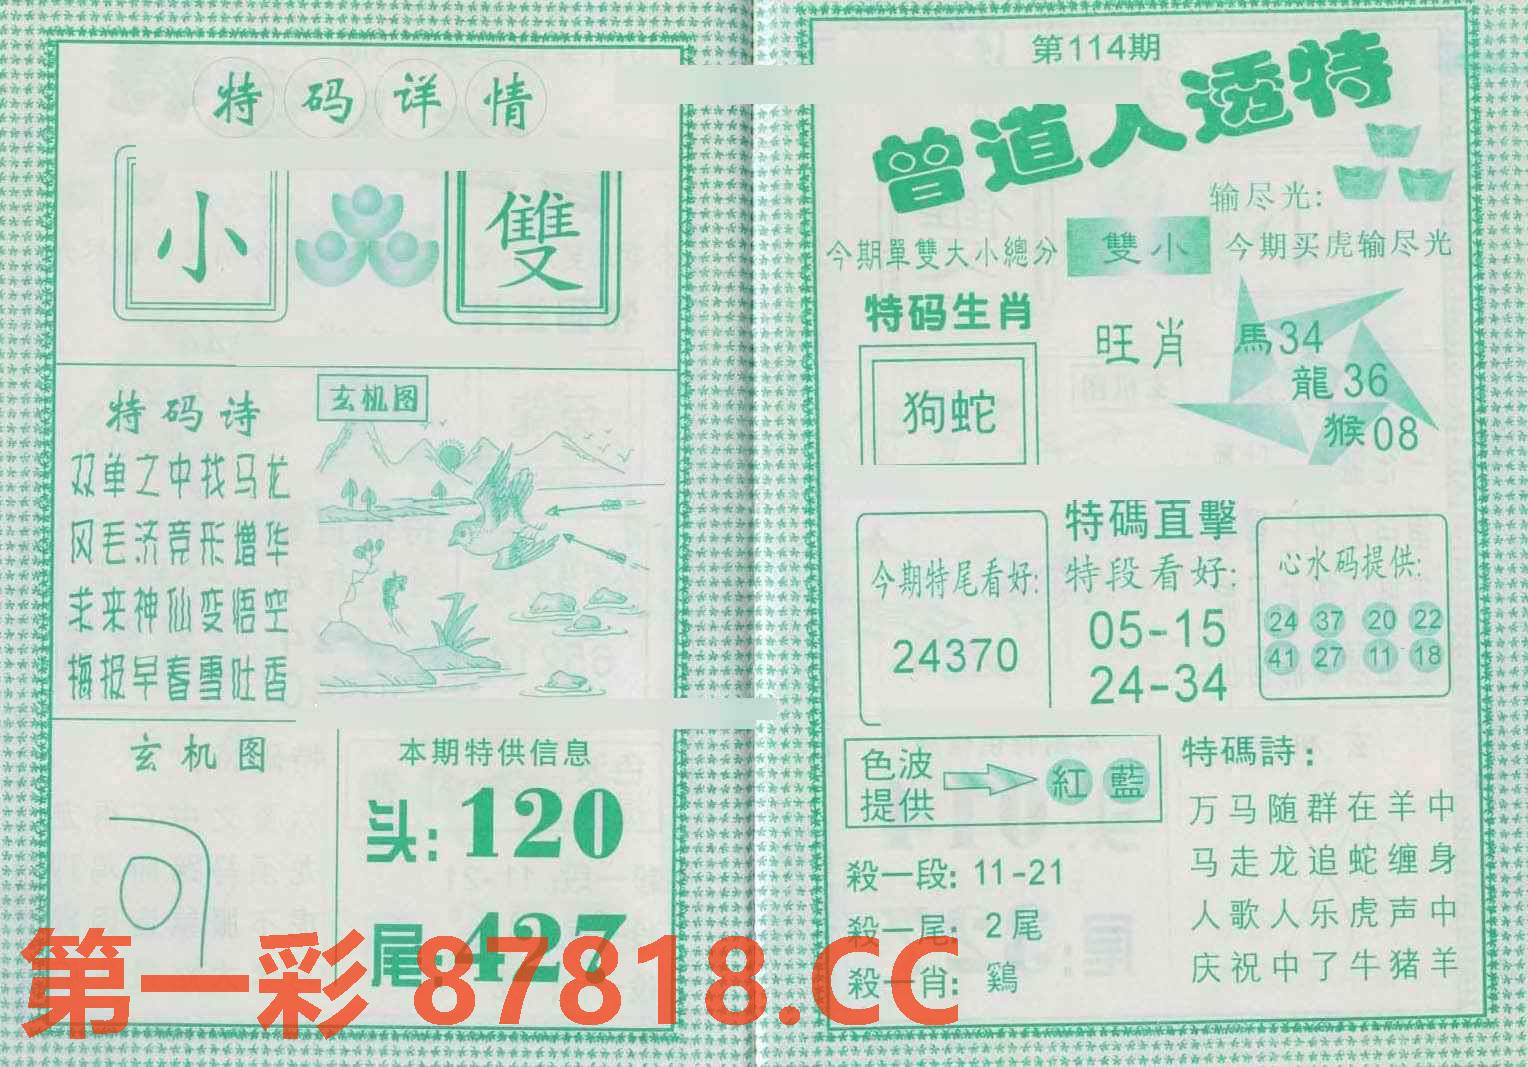 特码详情
小 雙
特码诗
双单之中找马龙
风毛济竞形增华
求来神仙变悟空
梅报早春雪吐香
玄机图
玄机图
本期特供信息
头:120
尾:427
第114期
曾道人透特
输尽光:
今期單雙大小總分 雙小 今期买虎输尽光
特码生肖
狗蛇
旺肖
馬34
龍36
猴08
今期特尾看好:
24370
特碼直擊
特段看好:
05-15
24-34
心水码提供:
24 37 20 22
41 27 11 18
色波提供 紅 藍
殺一段: 11-21
殺一尾: 2尾
殺一肖: 鷄
特碼詩:
万马随群在羊中
马走龙追蛇缠身
人歌人乐虎声中
庆祝中了牛猪羊
第一彩 87818.CC